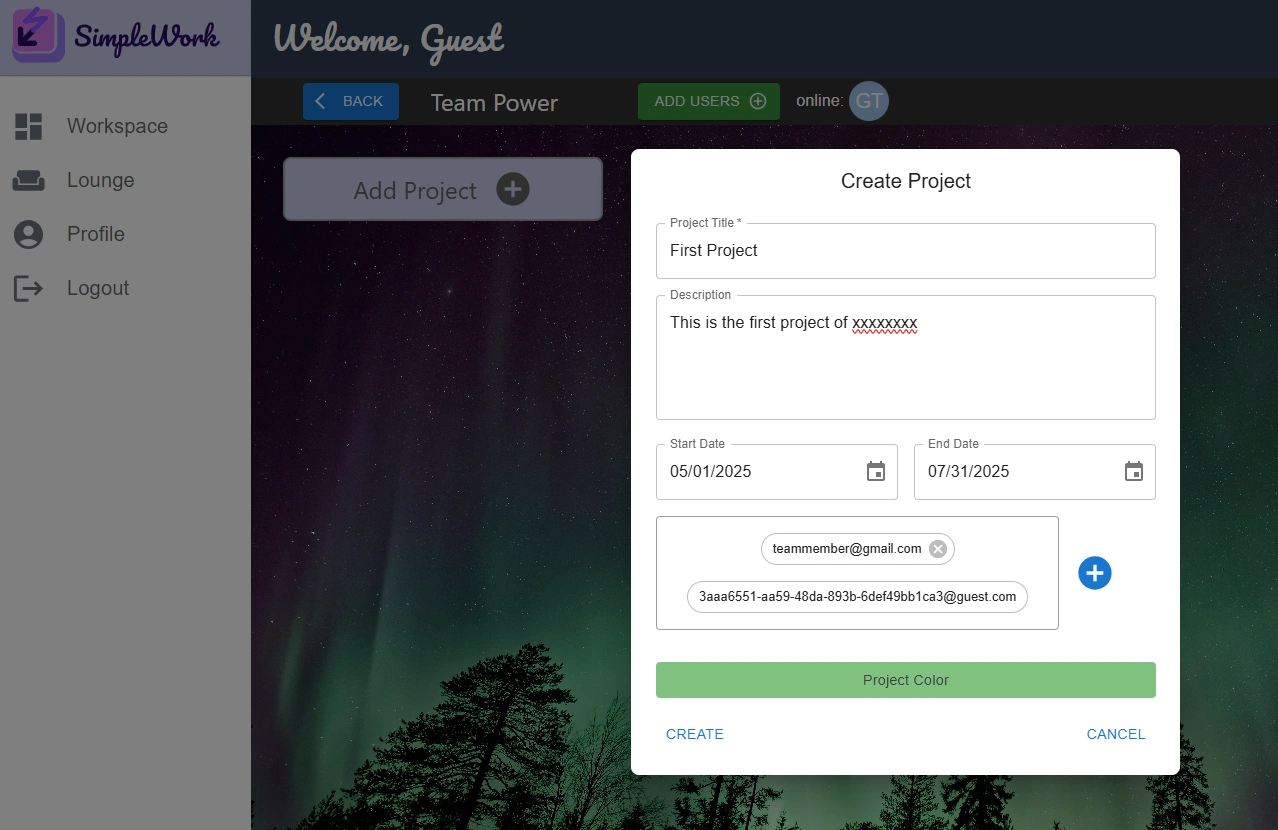 SimpleWork
Welcome, Guest
BACK
Team Power
ADD USERS
online:
GT
Workspace
Lounge
Profile
Logout
Add Project
Create Project
Project Title *
First Project
Description
This is the first project of xxxxxxxx
Start Date
05/01/2025
End Date
07/31/2025
teammember@gmail.com
3aaa6551-aa59-48da-893b-6def49bb1ca3@guest.com
Project Color
CREATE
CANCEL